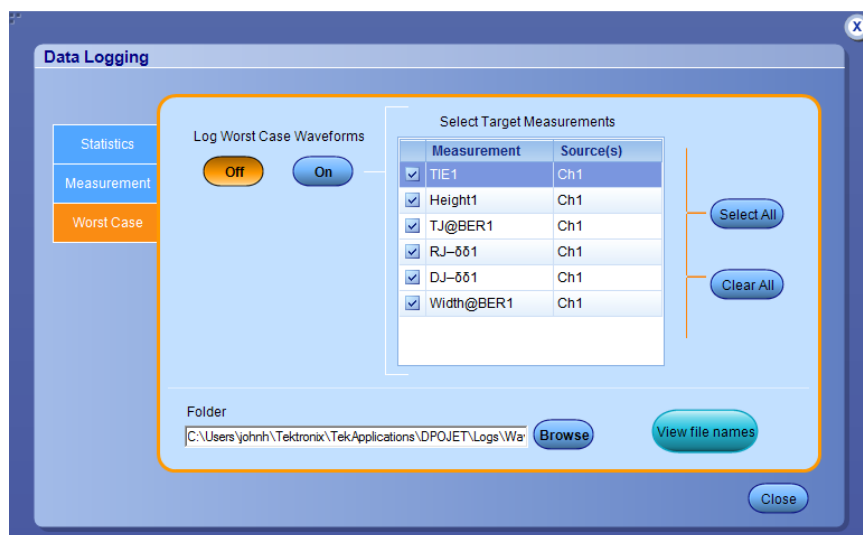 X
Data Logging
Statistics
Measurement
Worst Case
Log Worst Case Waveforms
Off
On
Select Target Measurements
Measurement Source(s)
TIE1 Ch1
Height1 Ch1
TJ@BER1 Ch1
RJ–δδ1 Ch1
DJ–δδ1 Ch1
Width@BER1 Ch1
Select All
Clear All
Folder
C:\Users\johnh\Tektronix\TekApplications\DPOJET\Logs\Wa
Browse
View file names
Close